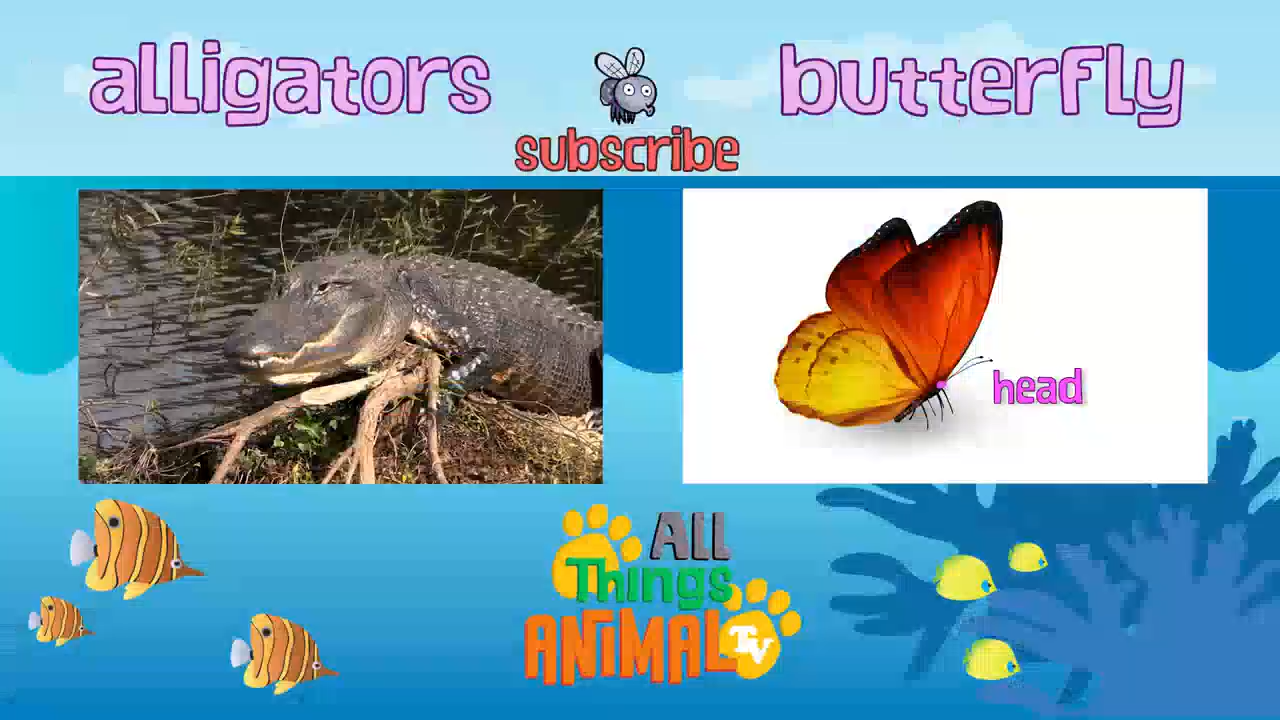 alligators
butterfly
subscribe
head
All
Things
ANIMAL
TV